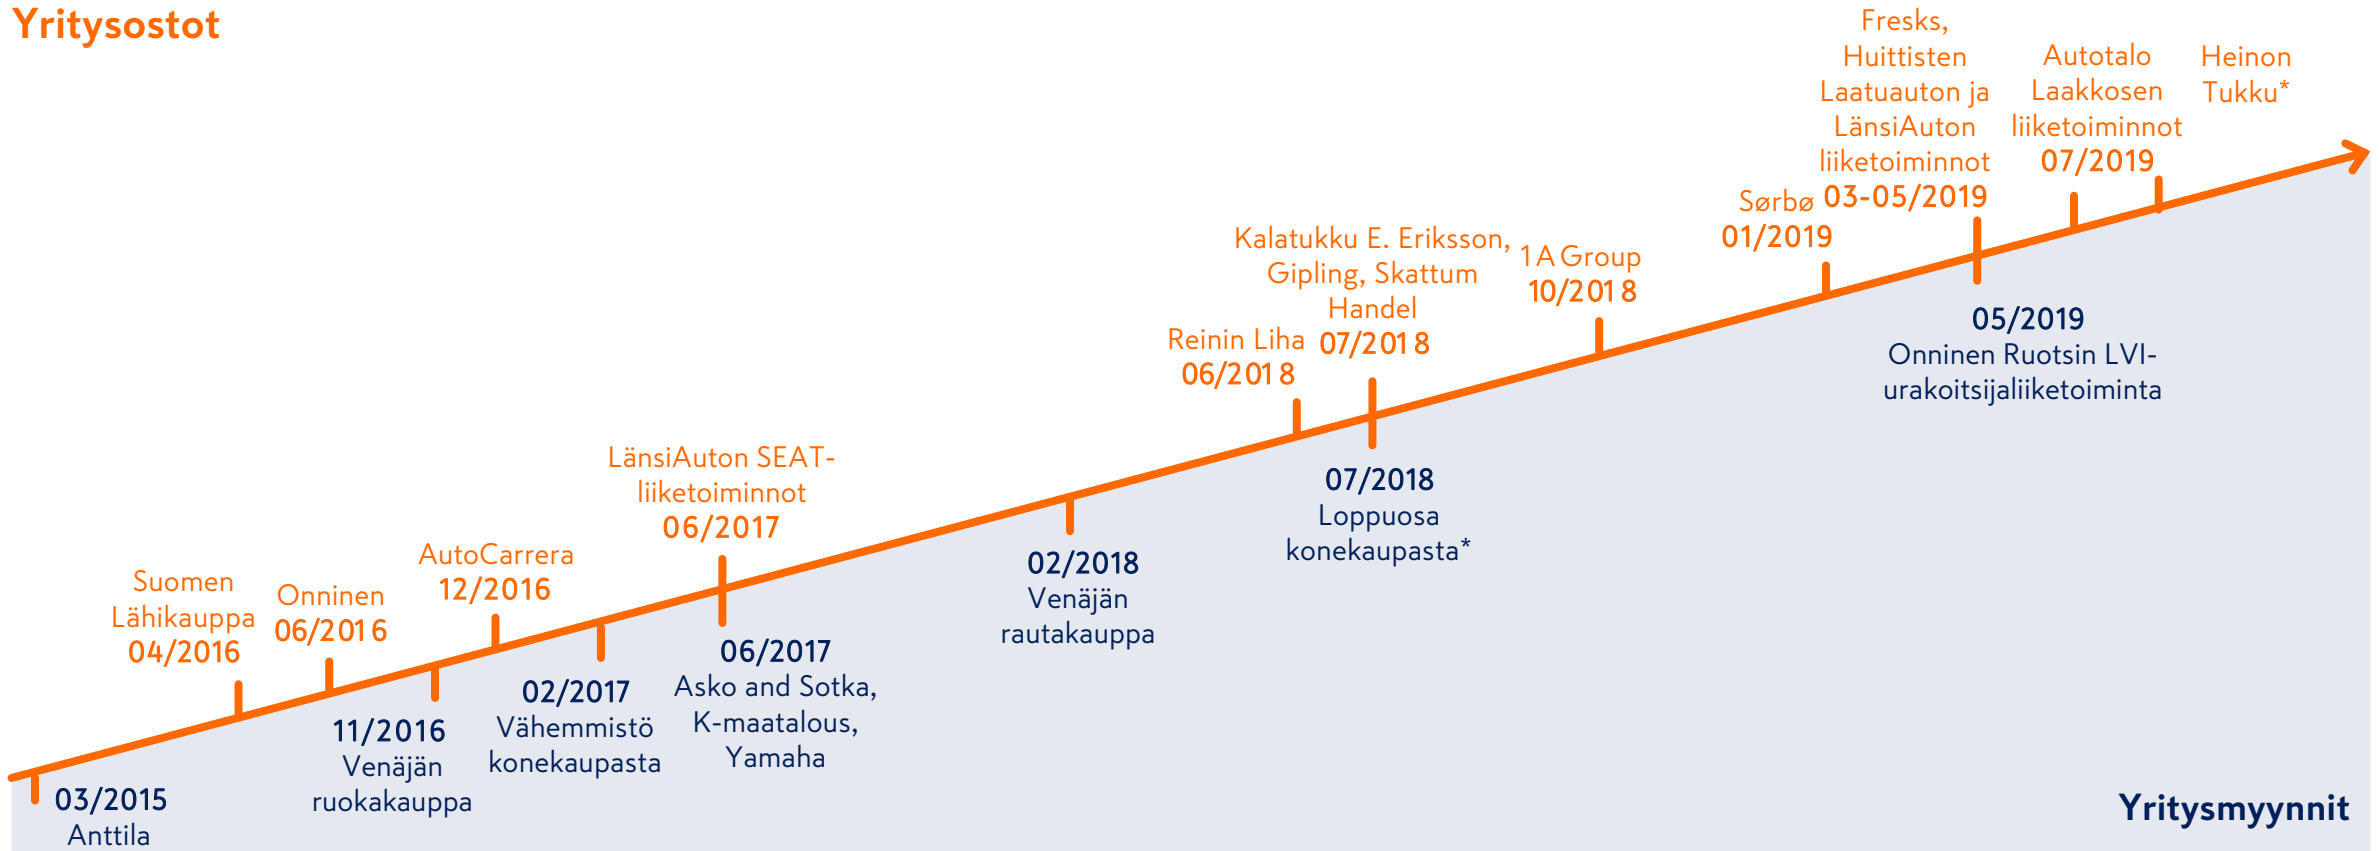 Yritysostot
Suomen
Lähikauppa
04/2016
Onninen
06/2016
AutoCarrera
12/2016
LänsiAuton SEAT-
liiketoiminnot
06/2017
Reinin Liha
06/2018
Kalatukku E. Eriksson,
Gipling, Skattum
Handel
07/2018
1A Group
10/2018
Sørbø
01/2019
Fresks,
Huittisten
Laatuauton ja
LänsiAuton
liiketoiminnot
03-05/2019
Autotalo
Laakkosen
liiketoiminnot
07/2019
Heinon
Tukku*
03/2015
Anttila
11/2016
Venäjän
ruokakauppa
02/2017
Vähemmistö
konekaupasta
06/2017
Asko and Sotka,
K-maatalous,
Yamaha
02/2018
Venäjän
rautakauppa
07/2018
Loppuosa
konekaupasta*
05/2019
Onninen Ruotsin LVI-
urakoitsijaliiketoiminta
Yritysmyynnit